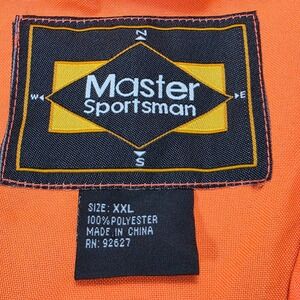 N
Master
Sportsman
W
E
S
SIZE: XXL
100% POLYESTER
MADE IN CHINA
RN: 92627